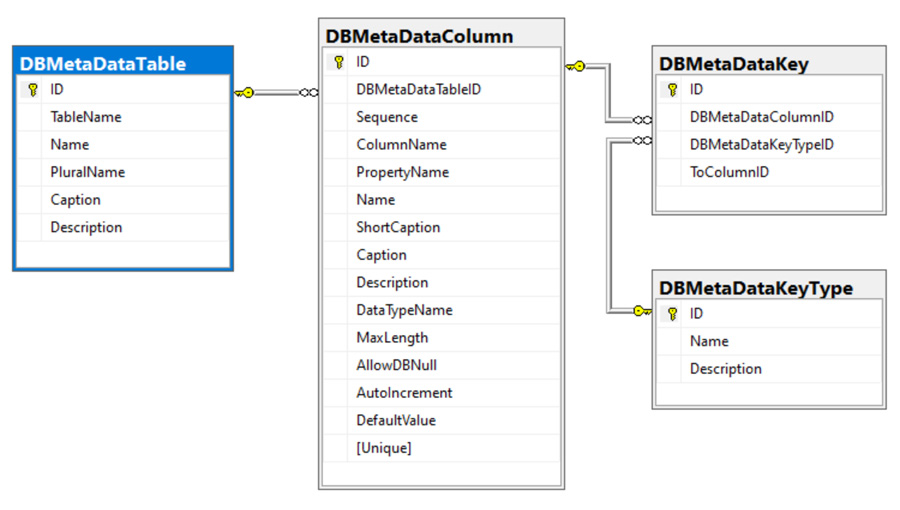 DBMetaDataTable
ID
TableName
Name
PluralName
Caption
Description
DBMetaDataColumn
ID
DBMetaDataTableID
Sequence
ColumnName
PropertyName
Name
ShortCaption
Caption
Description
DataTypeName
MaxLength
AllowDBNull
AutoIncrement
DefaultValue
[Unique]
DBMetaDataKey
ID
DBMetaDataColumnID
DBMetaDataKeyTypeID
ToColumnID
DBMetaDataKeyType
ID
Name
Description